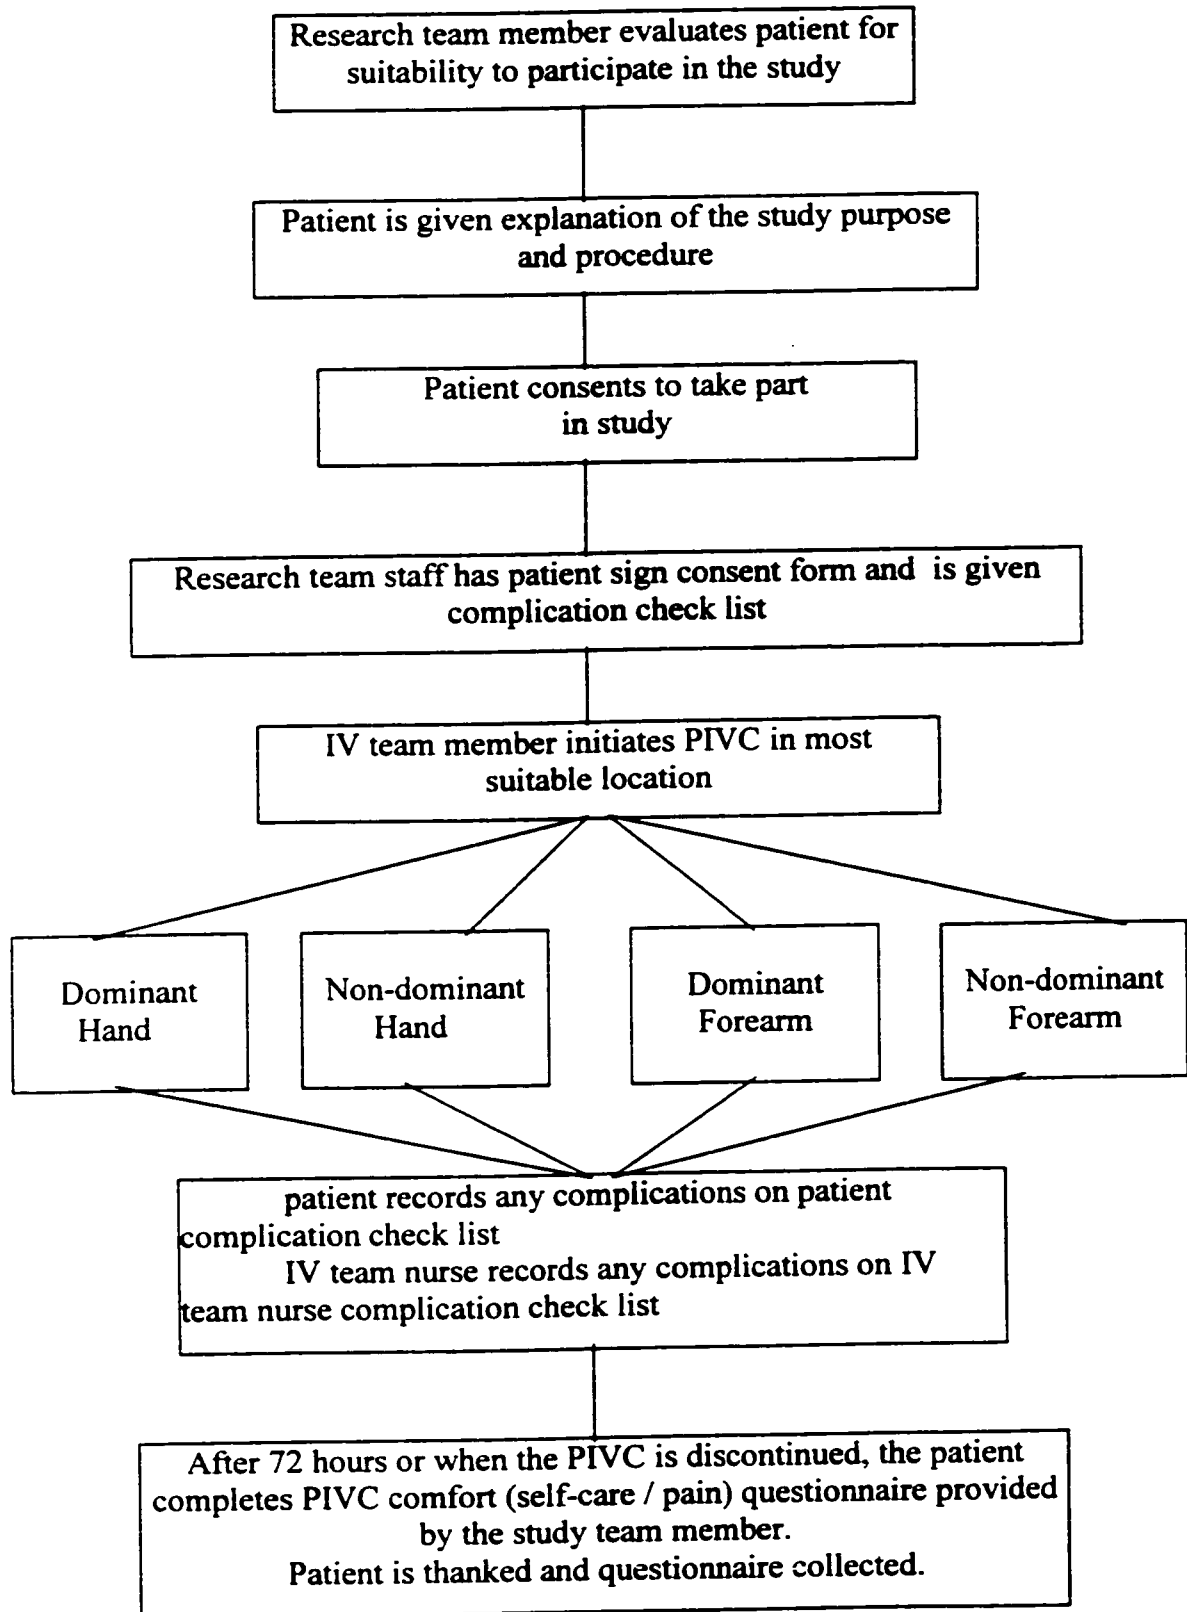 Research team member evaluates patient for
suitability to participate in the study
Patient is given explanation of the study purpose
and procedure
Patient consents to take part
in study
Research team staff has patient sign consent form and is given
complication check list
IV team member initiates PIVC in most
suitable location
Dominant
Hand
Non-dominant
Hand
Dominant
Forearm
Non-dominant
Forearm
patient records any complications on patient
complication check list
IV team nurse records any complications on IV
team nurse complication check list
After 72 hours or when the PIVC is discontinued, the patient
completes PIVC comfort (self-care / pain) questionnaire provided
by the study team member.
Patient is thanked and questionnaire collected.